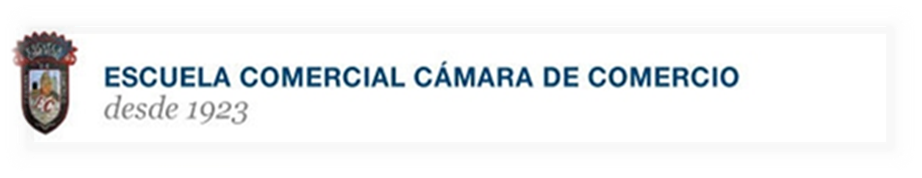 ESCUELA COMERCIAL CÁMARA DE COMERCIO
desde 1923